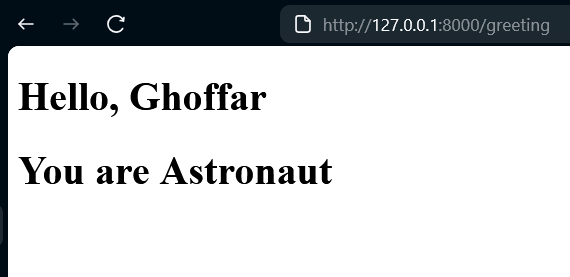 http://127.0.0.1:8000/greeting
Hello, Ghoffar
You are Astronaut